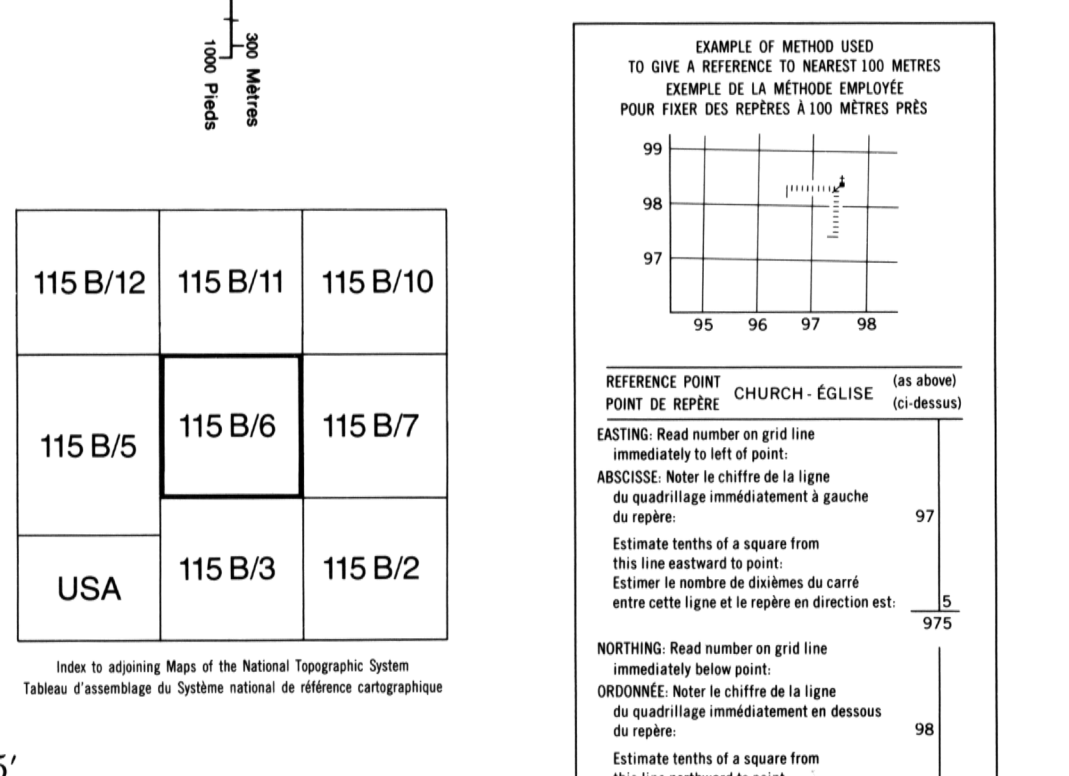 300 Mètres
1000 Pieds
115 B/12 115 B/11 115 B/10
115 B/5 115 B/6 115 B/7
USA 115 B/3 115 B/2
Index to adjoining Maps of the National Topographic System
Tableau d'assemblage du Système national de référence cartographique
5′
EXAMPLE OF METHOD USED
TO GIVE A REFERENCE TO NEAREST 100 METRES
EXEMPLE DE LA MÉTHODE EMPLOYÉE
POUR FIXER DES REPÈRES À 100 MÈTRES PRÈS
99
98
97
95 96 97 98
REFERENCE POINT
POINT DE REPÈRE
CHURCH - ÉGLISE
(as above)
(ci-dessus)
EASTING: Read number on grid line
immediately to left of point:
ABSCISSE: Noter le chiffre de la ligne
du quadrillage immédiatement à gauche
du repère: 97
Estimate tenths of a square from
this line eastward to point:
Estimer le nombre de dixièmes du carré
entre cette ligne et le repère en direction est: 5
975
NORTHING: Read number on grid line
immediately below point:
ORDONNÉE: Noter le chiffre de la ligne
du quadrillage immédiatement en dessous
du repère: 98
Estimate tenths of a square from
this line northward to point